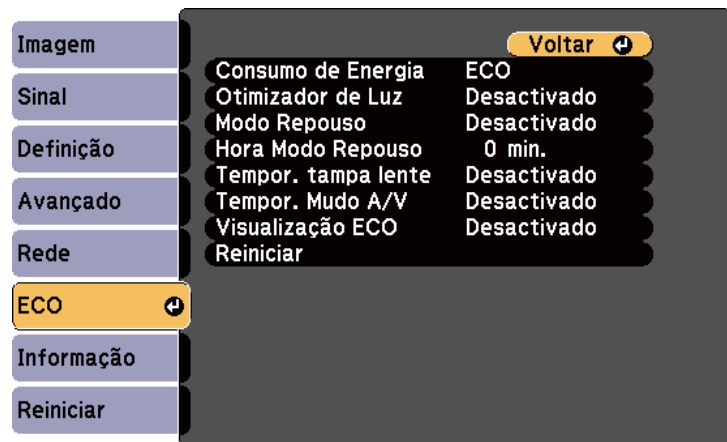 Imagem
Sinal
Definição
Avançado
Rede
ECO
Informação
Reiniciar
Voltar
Consumo de Energia ECO
Otimizador de Luz Desactivado
Modo Repouso Desactivado
Hora Modo Repouso 0 min.
Tempor. tampa lente Desactivado
Tempor. Mudo A/V Desactivado
Visualização ECO Desactivado
Reiniciar